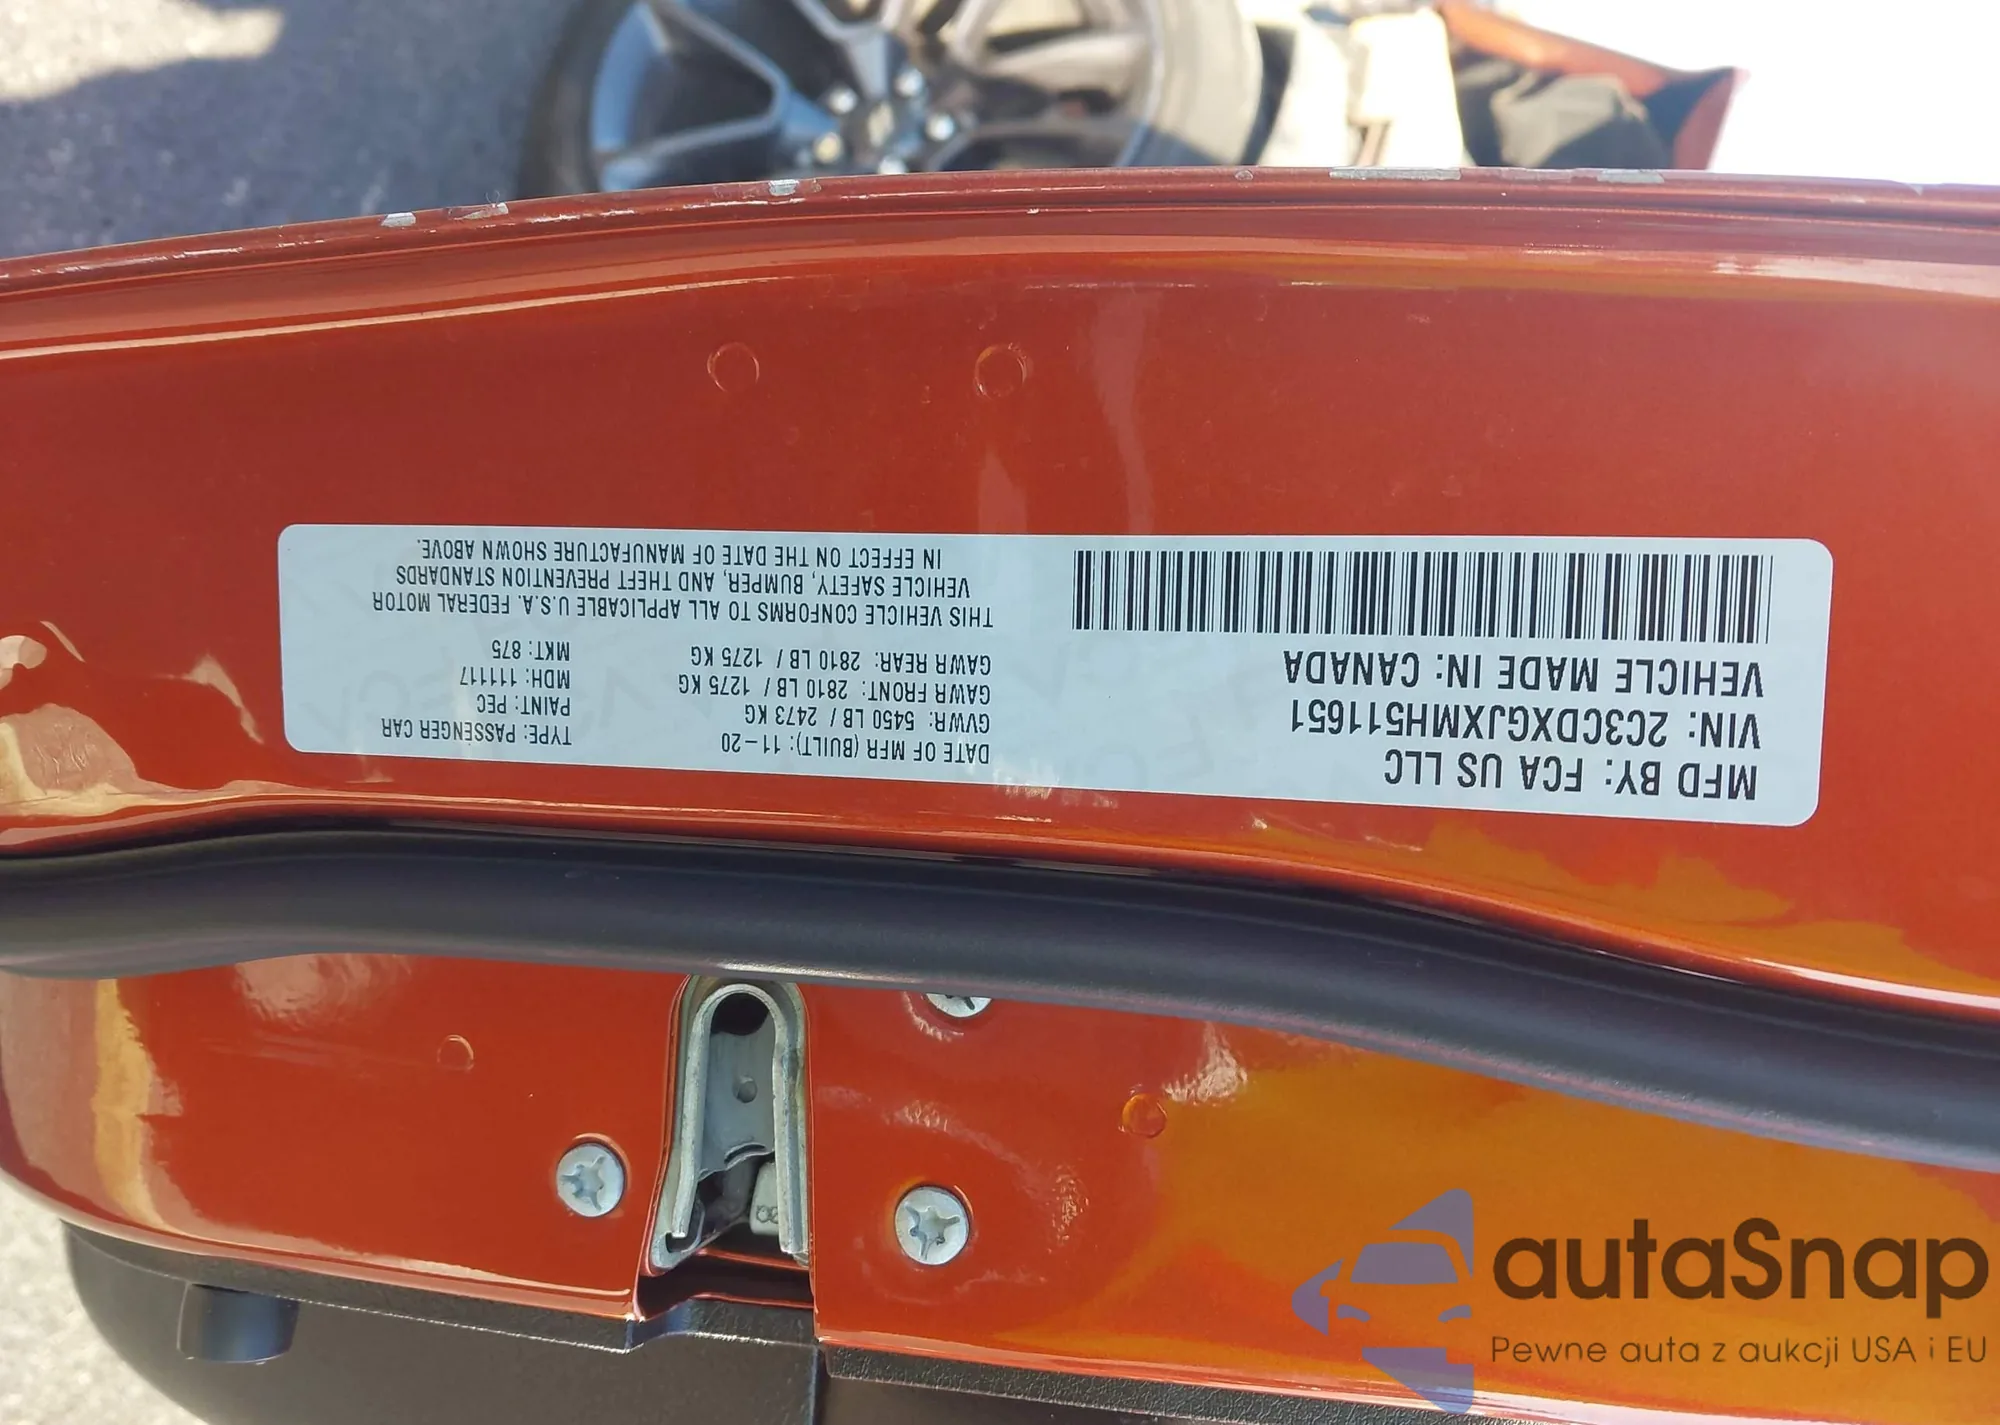 MFD BY: FCA US LLC
VIN: 2C3CDXGJXMH511651
VEHICLE MADE IN: CANADA
DATE OF MFR (BUILT): 11-20
GVWR: 5450 LB / 2473 KG
GAWR FRONT: 2810 LB / 1275 KG
GAWR REAR: 2810 LB / 1275 KG
TYPE: PASSENGER CAR
PAINT: PEC
MDH: 111117
MKT: 875
THIS VEHICLE CONFORMS TO ALL APPLICABLE U.S.A. FEDERAL MOTOR
VEHICLE SAFETY, BUMPER, AND THEFT PREVENTION STANDARDS
IN EFFECT ON THE DATE OF MANUFACTURE SHOWN ABOVE.
autaSnap
Pewne auta z aukcji USA i EU